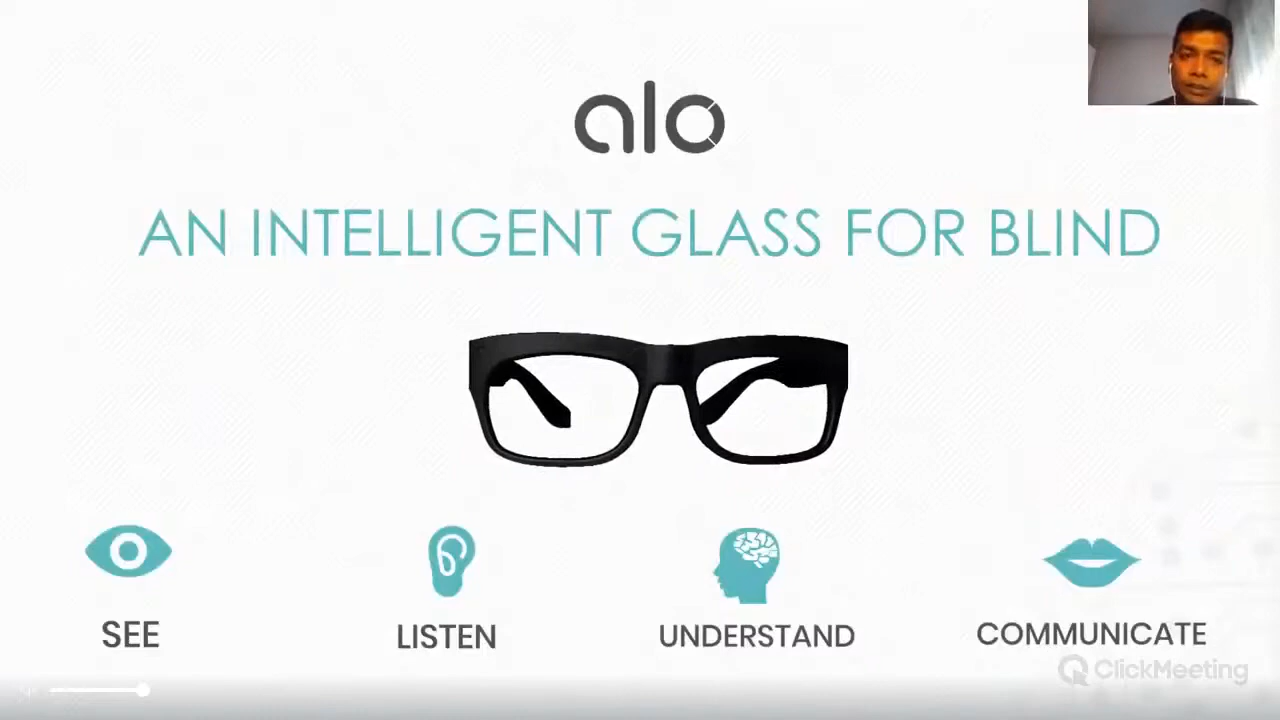 alo
AN INTELLIGENT GLASS FOR BLIND
SEE
LISTEN
UNDERSTAND
COMMUNICATE
ClickMeeting